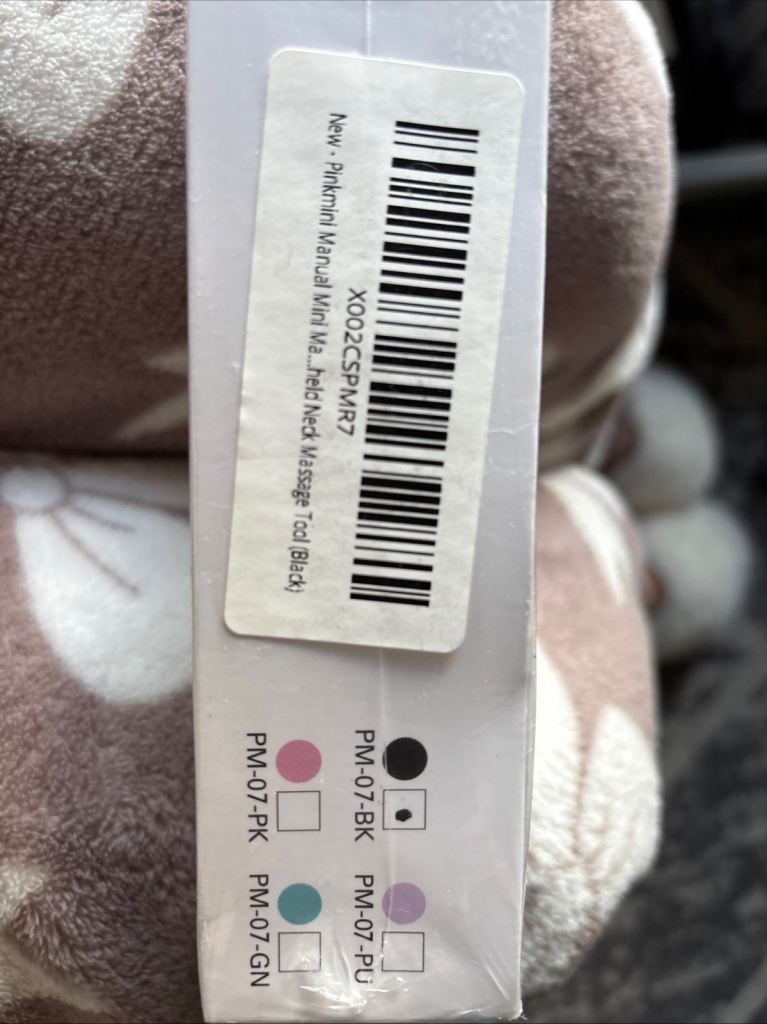 X002CSPMR7
New - Pinkmini Manual Mini Ma...held Neck Massage Tool (Black)
PM-07-BK
PM-07-PU
PM-07-PK
PM-07-GN